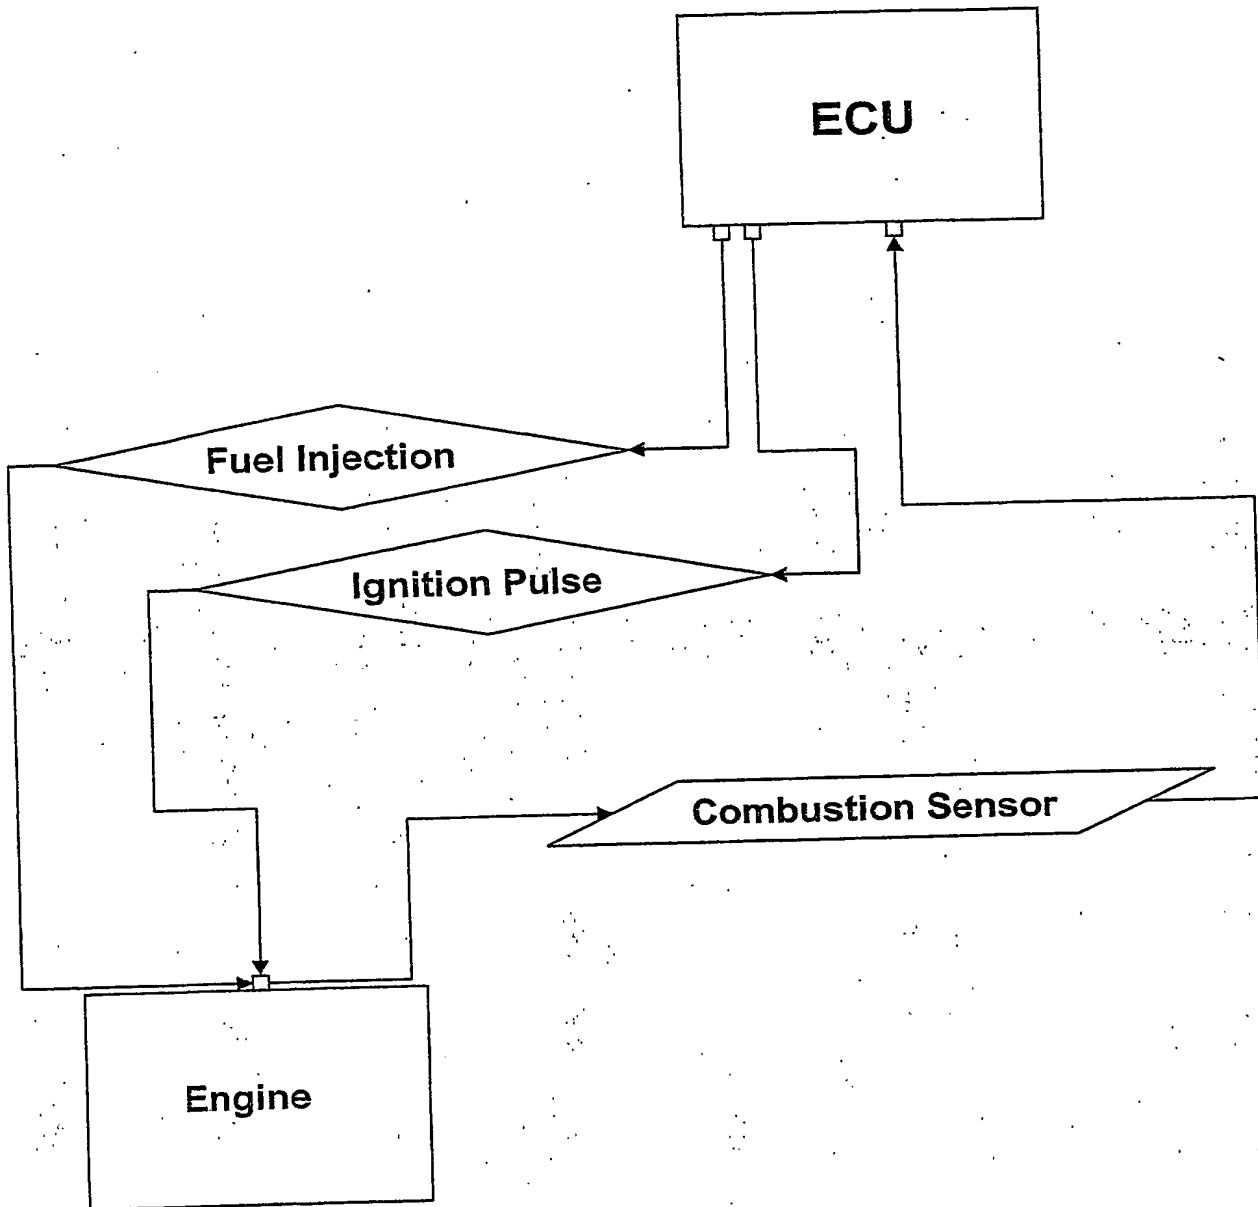 ECU
Fuel Injection
Ignition Pulse
Combustion Sensor
Engine